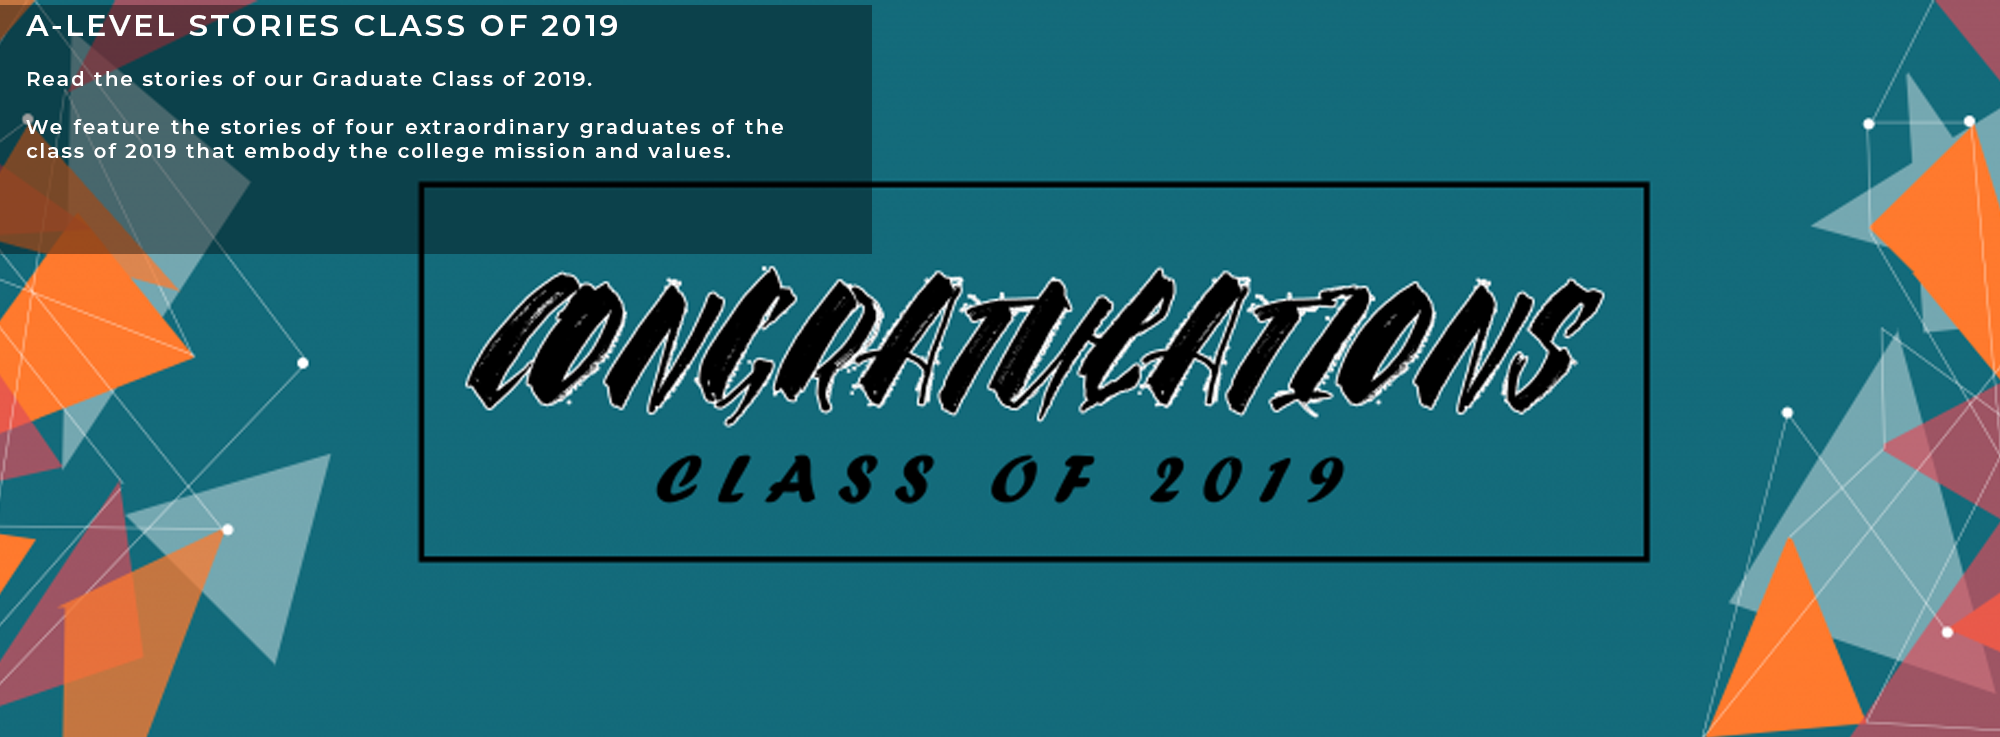 A-LEVEL STORIES CLASS OF 2019
Read the stories of our Graduate Class of 2019.
We feature the stories of four extraordinary graduates of the
class of 2019 that embody the college mission and values.
CONGRATULATIONS
CLASS OF 2019